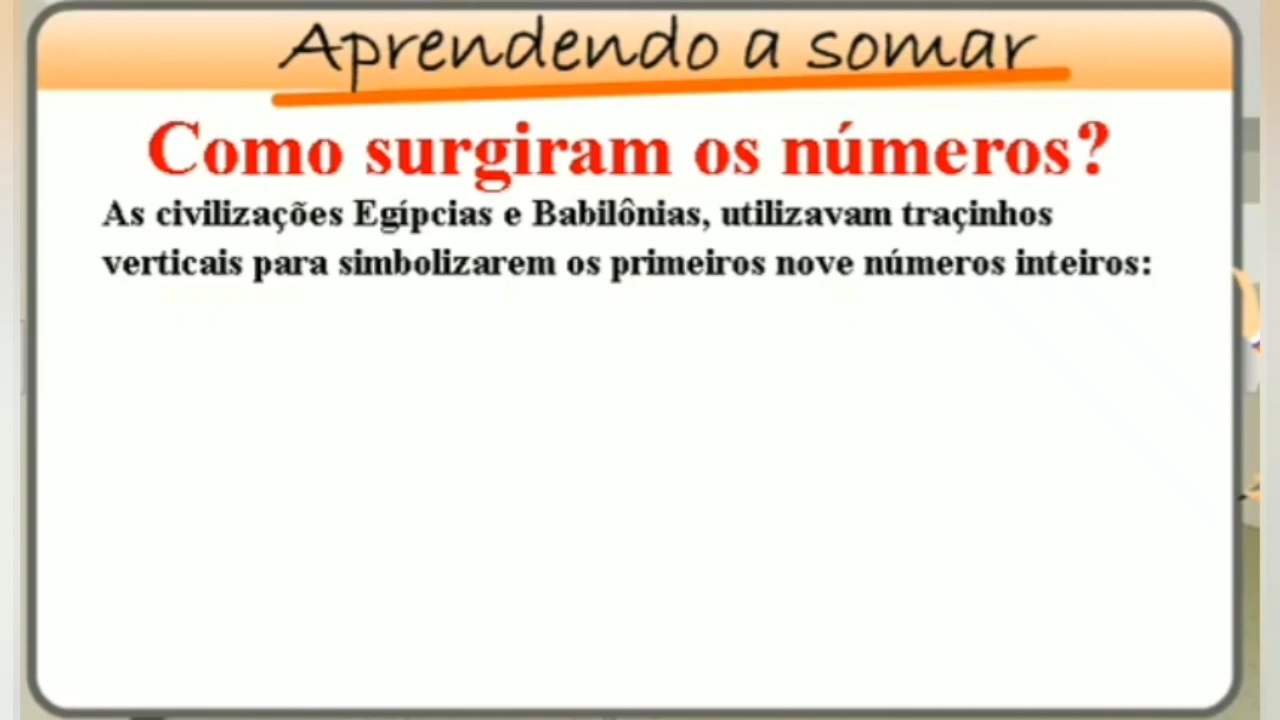 Aprendendo a somar
Como surgiram os números?
As civilizações Egípcias e Babilônias, utilizavam traçinhos
verticais para simbolizarem os primeiros nove números inteiros: